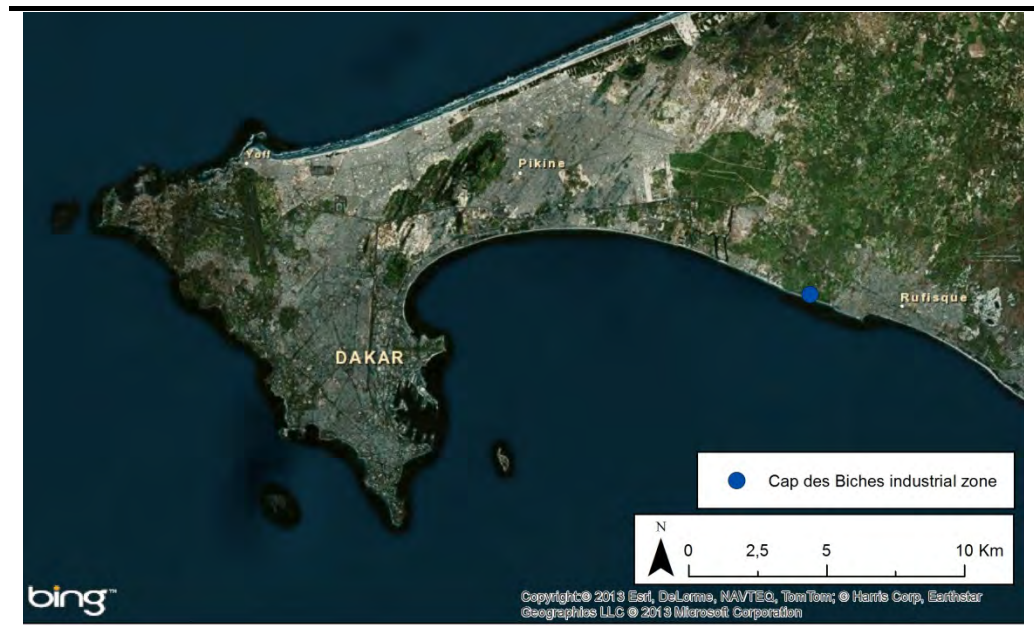 Yoff
Pikine
Rufisque
DAKAR
Cap des Biches industrial zone
N
0 2,5 5 10 Km
bing™
Copyright:© 2013 Esri, DeLorme, NAVTEQ, TomTom; © Harris Corp, Earthstar
Geographics LLC © 2013 Microsoft Corporation